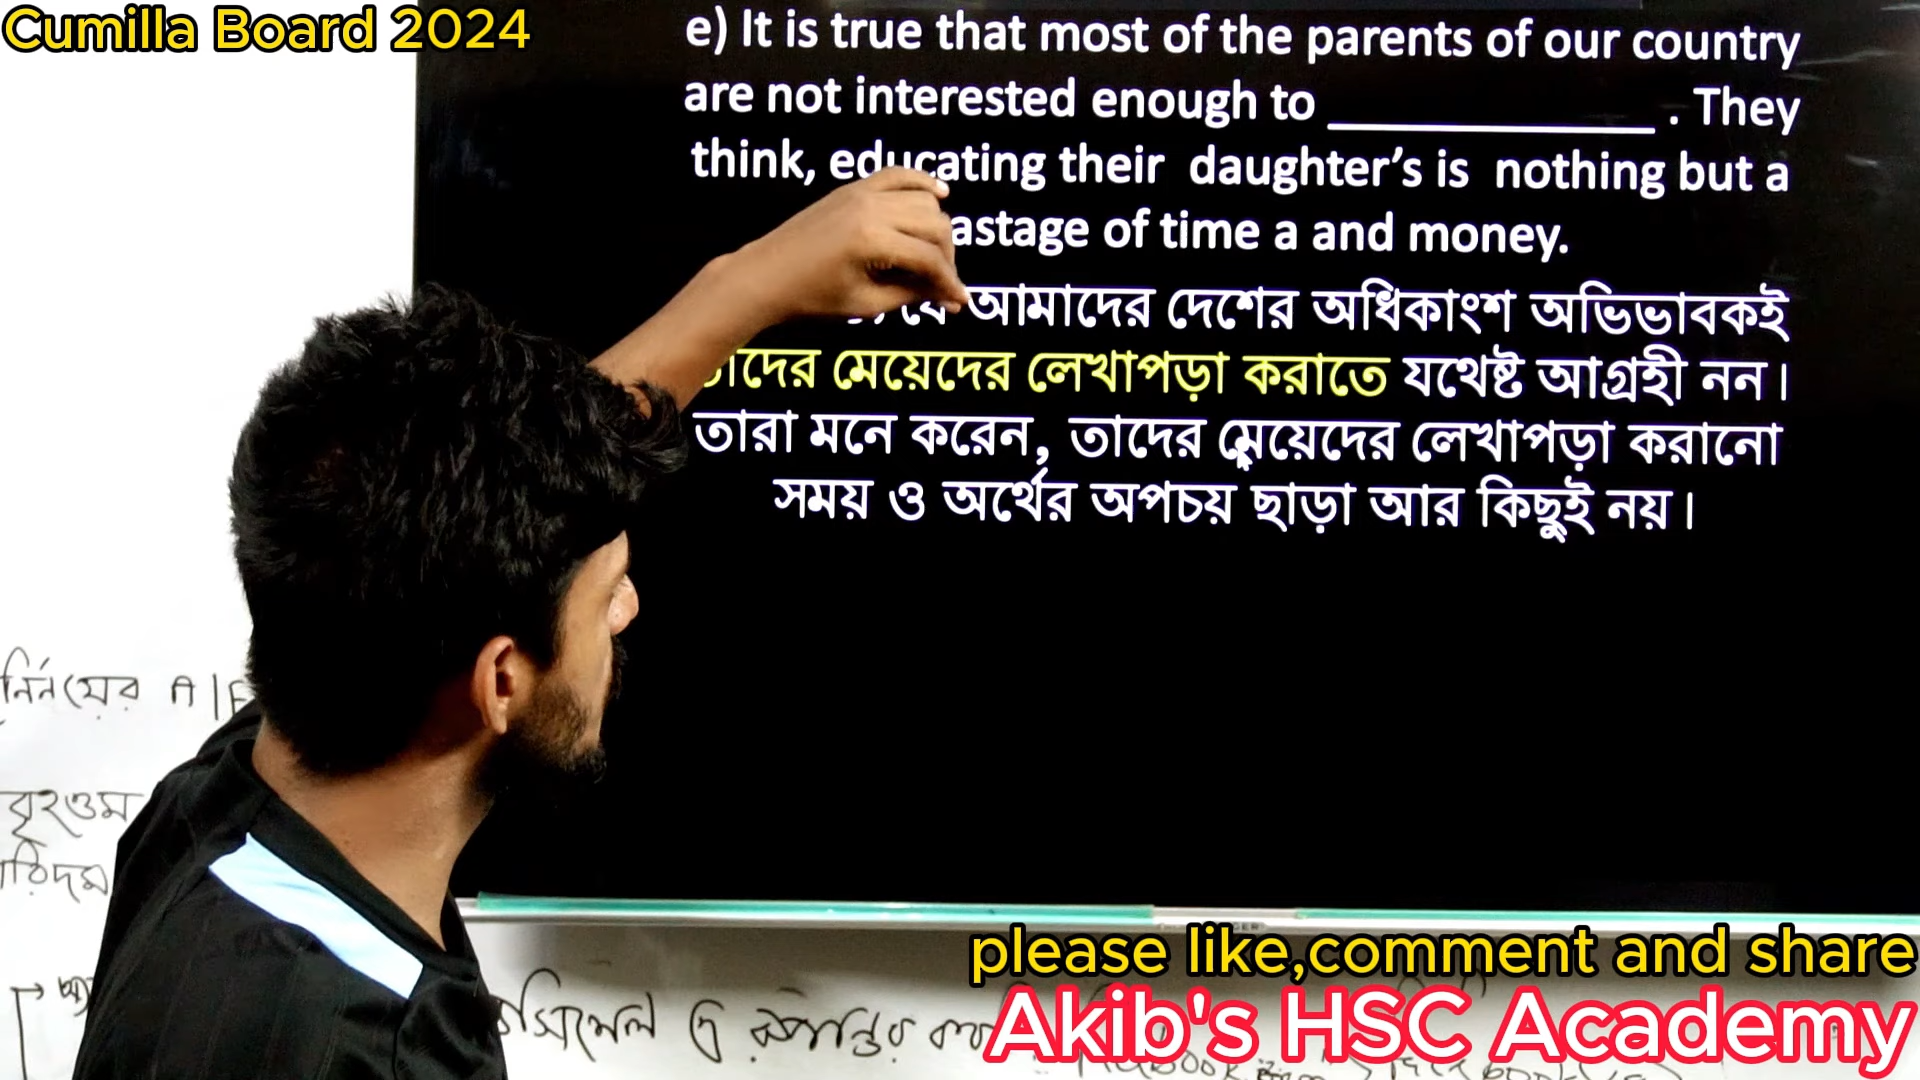 Cumilla Board 2024
e) It is true that most of the parents of our country
are not interested enough to ____________ . They
think, educating their daughter's is nothing but a
astage of time a and money.
যে আমাদের দেশের অধিকাংশ অভিভাবকই
তাদের মেয়েদের লেখাপড়া করাতে যথেষ্ট আগ্রহী নন।
তারা মনে করেন, তাদের মেয়েদের লেখাপড়া করানো
সময় ও অর্থের অপচয় ছাড়া আর কিছুই নয়।
নির্নয়ের A | F
বৃহওম
please like,comment and share
Akib's HSC Academy